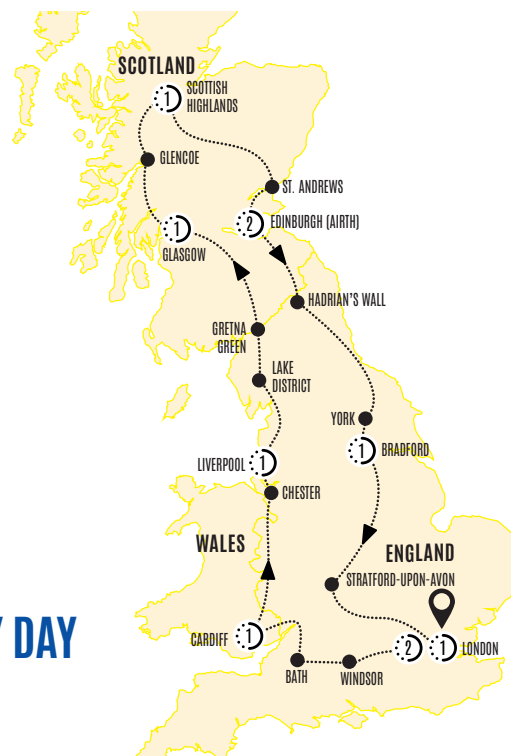 SCOTLAND
1
SCOTTISH
HIGHLANDS
GLENCOE
ST. ANDREWS
2
EDINBURGH (AIRTH)
1
GLASGOW
HADRIAN'S WALL
GRETNA
GREEN
LAKE
DISTRICT
YORK
1
BRADFORD
LIVERPOOL
1
CHESTER
WALES
ENGLAND
STRATFORD-UPON-AVON
DAY
CARDIFF
1
2
1
LONDON
BATH
WINDSOR